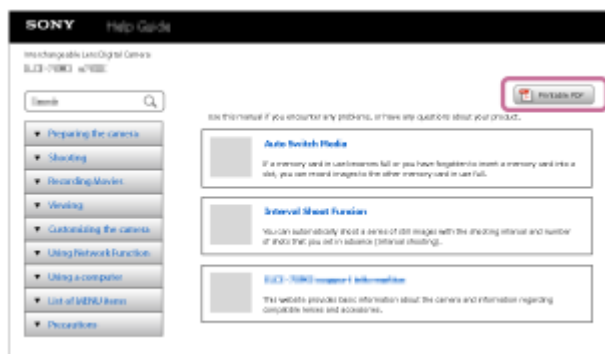 SONY Help Guide
Interchangeable Lens Digital Camera
Search
Printable PDF
Use this manual if you encounter any problems, or have any questions about your product.
▼ Preparing the camera
▼ Shooting
▼ Recording Movies
▼ Viewing
▼ Customizing the camera
▼ Using Network Function
▼ Using a computer
▼ List of MENU items
▼ Precautions
Auto Switch Media
If a memory card in use becomes full or you have forgotten to insert a memory card into a
slot, you can record images to the other memory card in use full.
Interval Shoot Funsion
You can automatically shoot a series of still images with the shooting interval and number
of shots that you set in advance (Interval shooting).
support information
This website provides basic information about the camera and information regarding
compatible lenses and accessories.